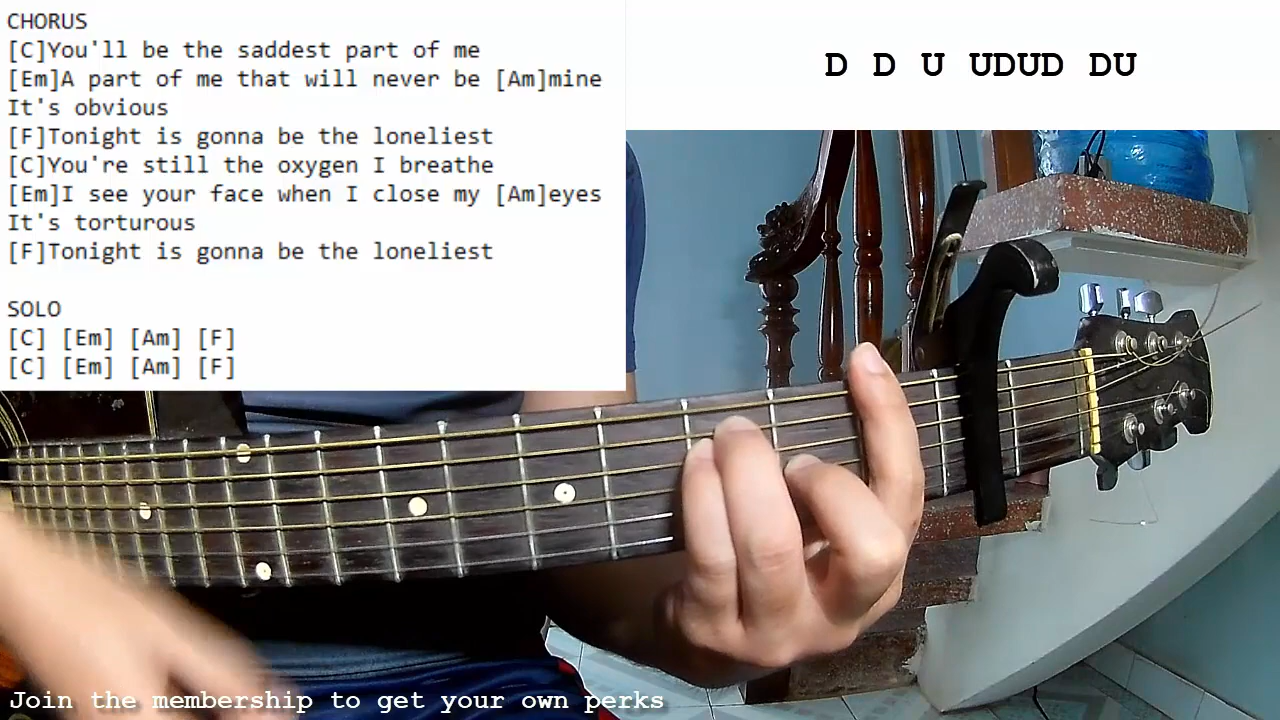 CHORUS
[C]You'll be the saddest part of me
[Em]A part of me that will never be [Am]mine
It's obvious
[F]Tonight is gonna be the loneliest
[C]You're still the oxygen I breathe
[Em]I see your face when I close my [Am]eyes
It's torturous
[F]Tonight is gonna be the loneliest
SOLO
[C] [Em] [Am] [F]
[C] [Em] [Am] [F]
D D U UDUD DU
Join the membership to get your own perks